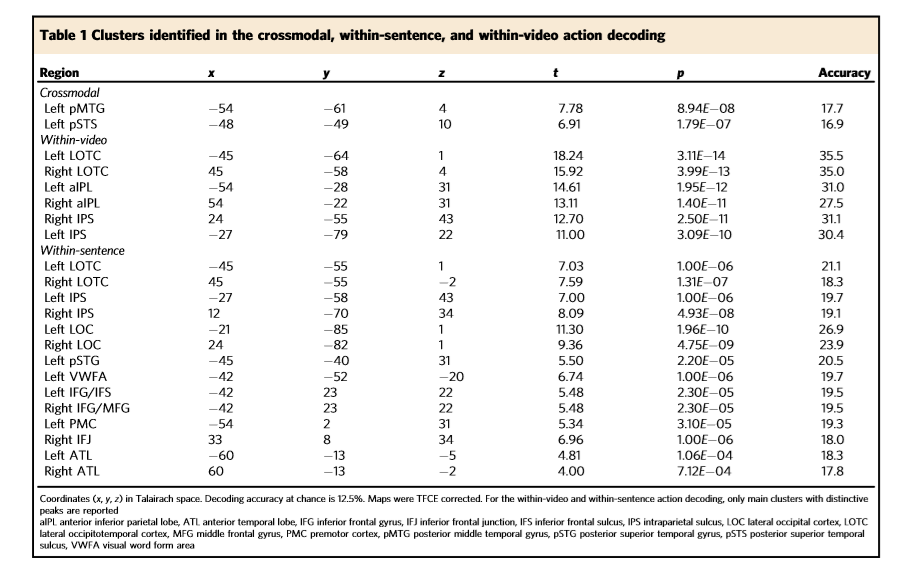 Table 1 Clusters identified in the crossmodal, within-sentence, and within-video action decoding
Region x y z t p Accuracy
Crossmodal
Left pMTG −54 −61 4 7.78 8.94E−08 17.7
Left pSTS −48 −49 10 6.91 1.79E−07 16.9
Within-video
Left LOTC −45 −64 1 18.24 3.11E−14 35.5
Right LOTC 45 −58 4 15.92 3.99E−13 35.0
Left aIPL −54 −28 31 14.61 1.95E−12 31.0
Right aIPL 54 −22 31 13.11 1.40E−11 27.5
Right IPS 24 −55 43 12.70 2.50E−11 31.1
Left IPS −27 −79 22 11.00 3.09E−10 30.4
Within-sentence
Left LOTC −45 −55 1 7.03 1.00E−06 21.1
Right LOTC 45 −55 −2 7.59 1.31E−07 18.3
Left IPS −27 −58 43 7.00 1.00E−06 19.7
Right IPS 12 −70 34 8.09 4.93E−08 19.1
Left LOC −21 −85 1 11.30 1.96E−10 26.9
Right LOC 24 −82 1 9.36 4.75E−09 23.9
Left pSTG −45 −40 31 5.50 2.20E−05 20.5
Left VWFA −42 −52 −20 6.74 1.00E−06 19.7
Left IFG/IFS −42 23 22 5.48 2.30E−05 19.5
Right IFG/MFG −42 23 22 5.48 2.30E−05 19.5
Left PMC −54 2 31 5.34 3.10E−05 19.3
Right IFJ 33 8 34 6.96 1.00E−06 18.0
Left ATL −60 −13 −5 4.81 1.06E−04 18.3
Right ATL 60 −13 −2 4.00 7.12E−04 17.8
Coordinates (x, y, z) in Talairach space. Decoding accuracy at chance is 12.5%. Maps were TFCE corrected. For the within-video and within-sentence action decoding, only main clusters with distinctive
peaks are reported
aIPL anterior inferior parietal lobe, ATL anterior temporal lobe, IFG inferior frontal gyrus, IFJ inferior frontal junction, IFS inferior frontal sulcus, IPS intraparietal sulcus, LOC lateral occipital cortex, LOTC
lateral occipitotemporal cortex, MFG middle frontal gyrus, PMC premotor cortex, pMTG posterior middle temporal gyrus, pSTG posterior superior temporal gyrus, pSTS posterior superior temporal
sulcus, VWFA visual word form area